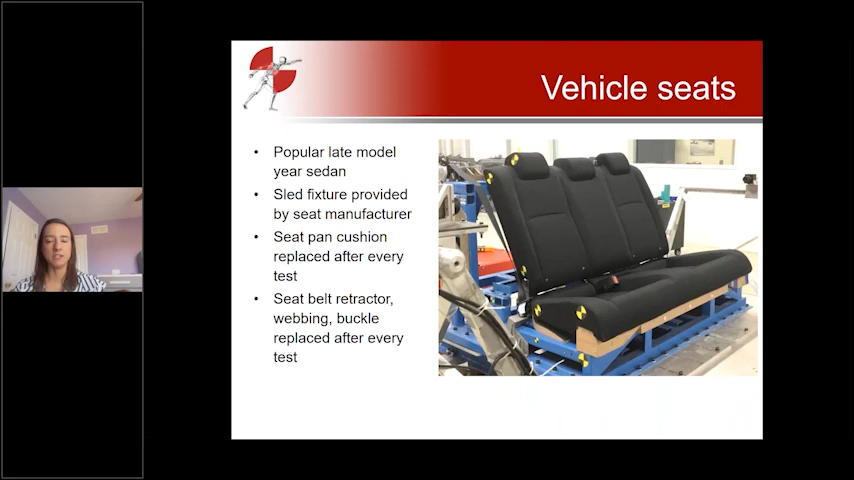 Vehicle seats
• Popular late model
year sedan
• Sled fixture provided
by seat manufacturer
• Seat pan cushion
replaced after every
test
• Seat belt retractor,
webbing, buckle
replaced after every
test